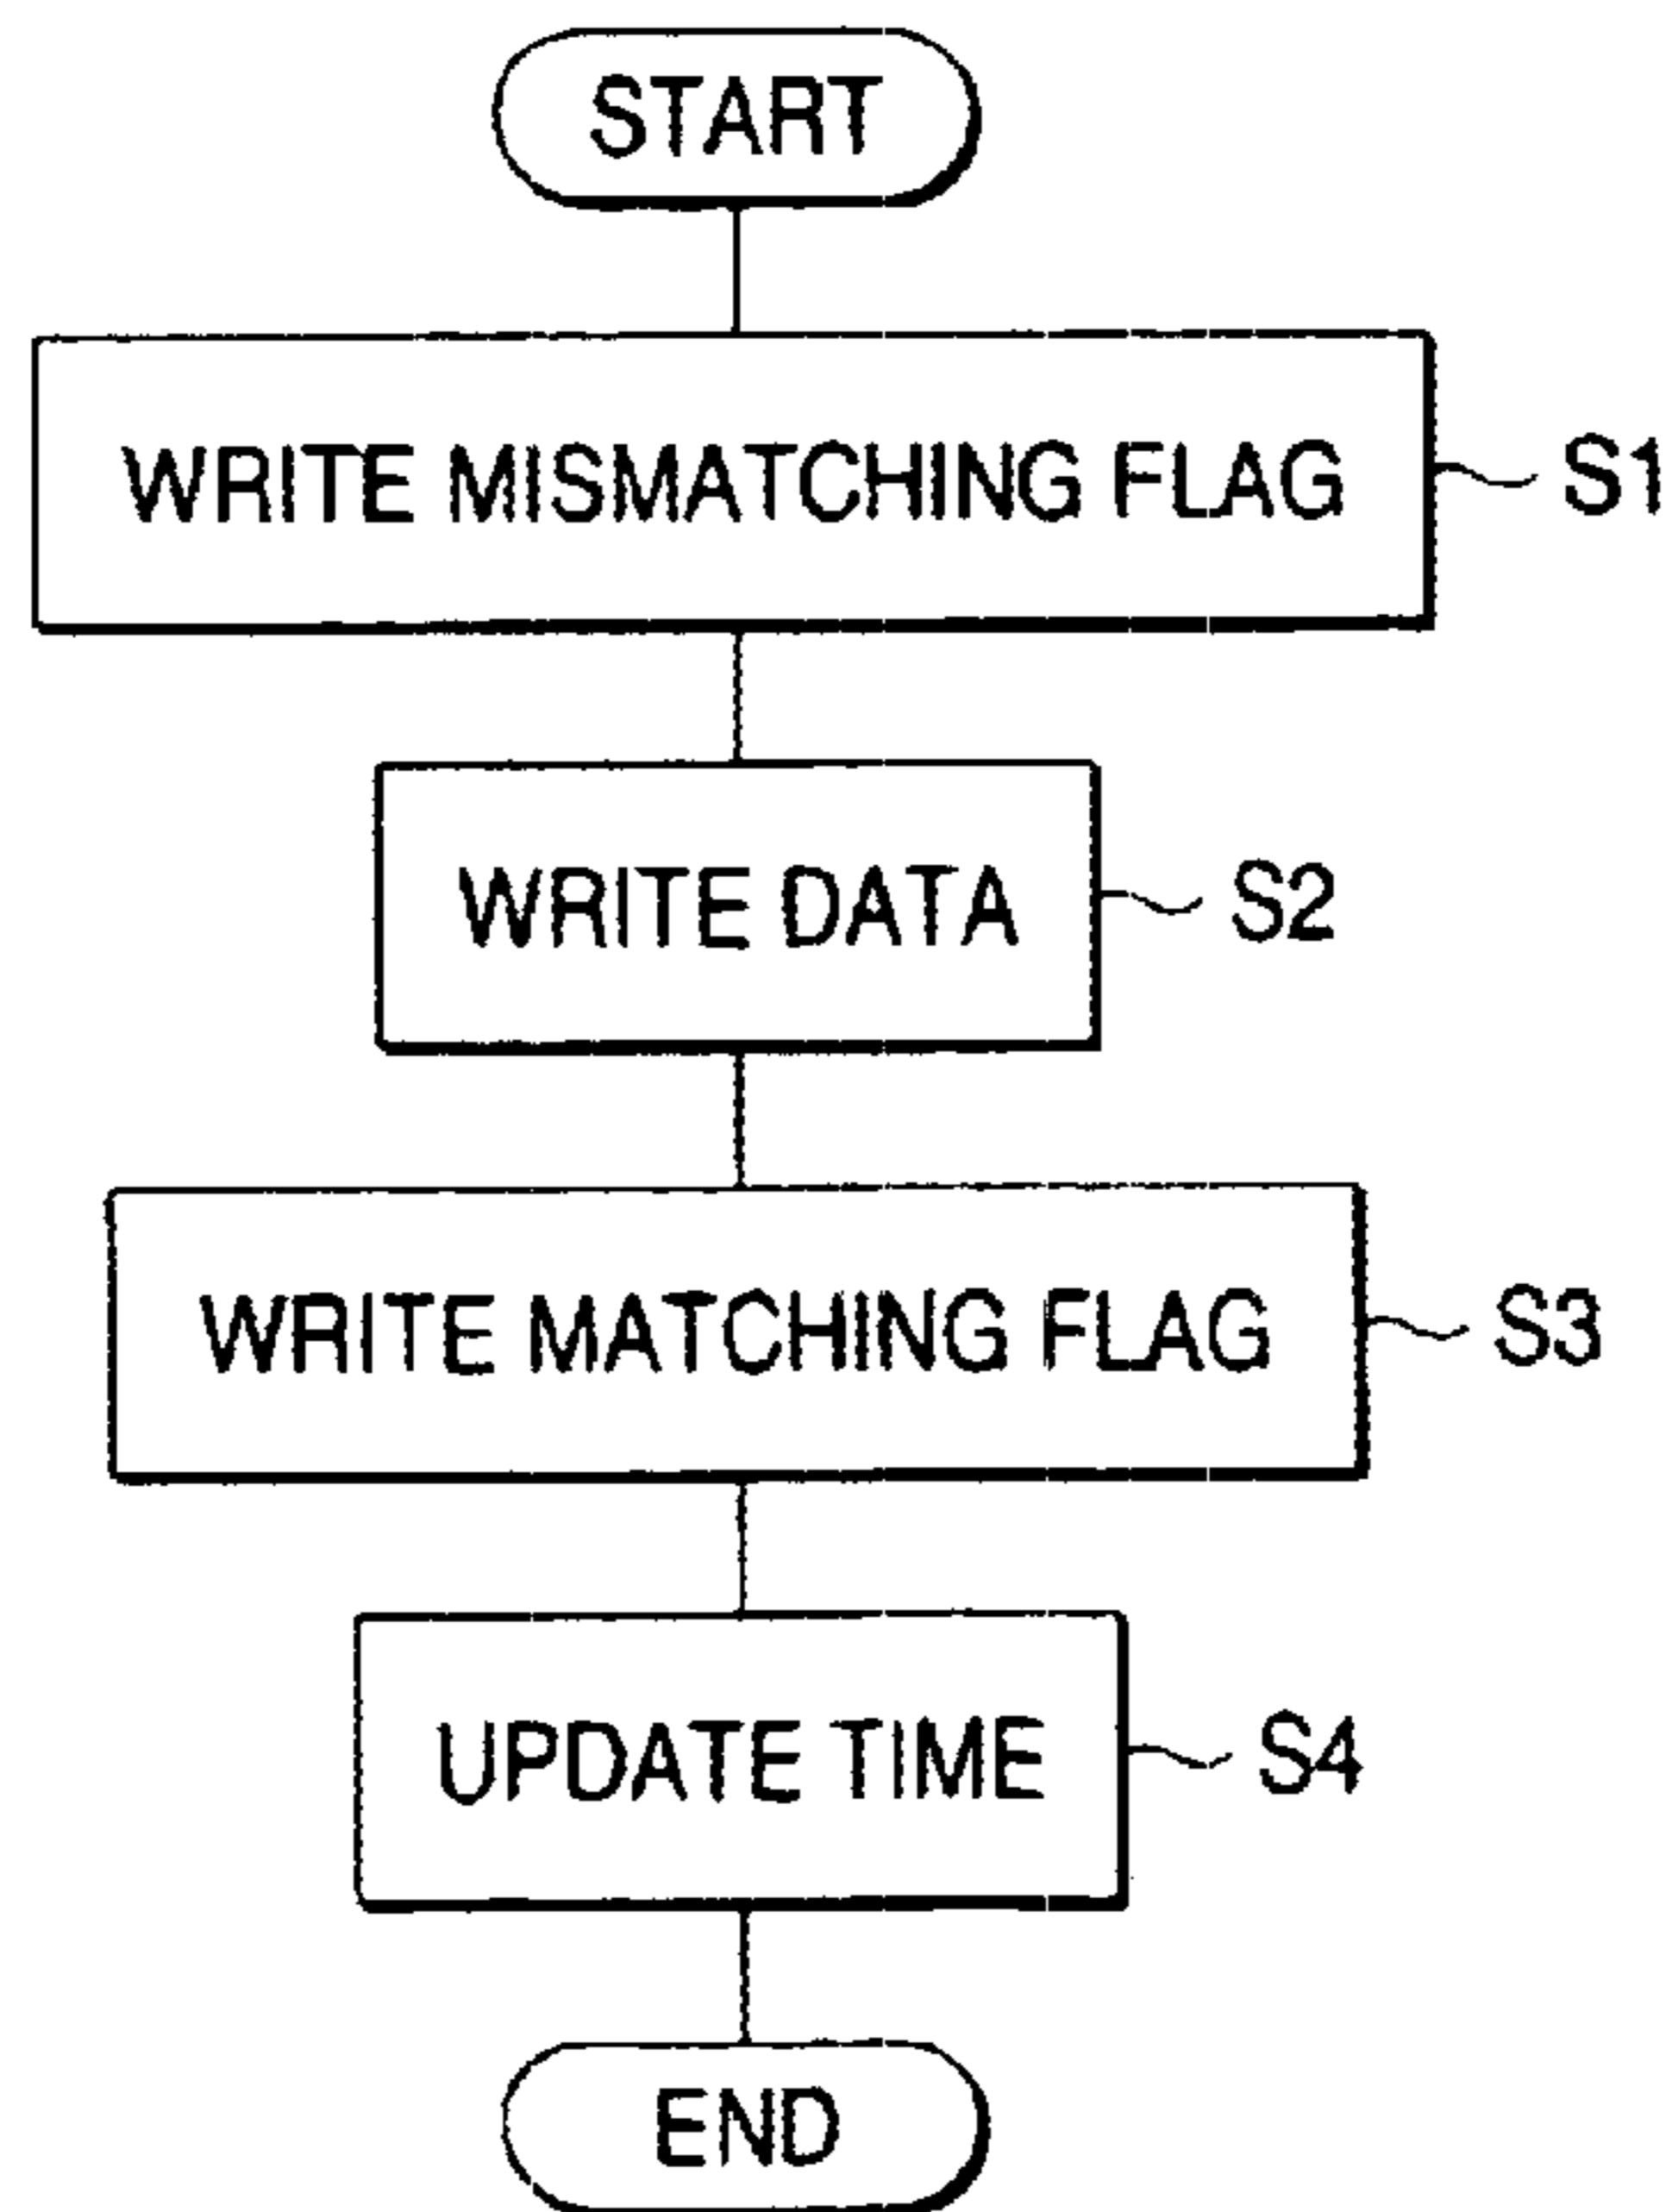 START
WRITE MISMATCHING FLAG S1
WRITE DATA S2
WRITE MATCHING FLAG S3
UPDATE TIME S4
END